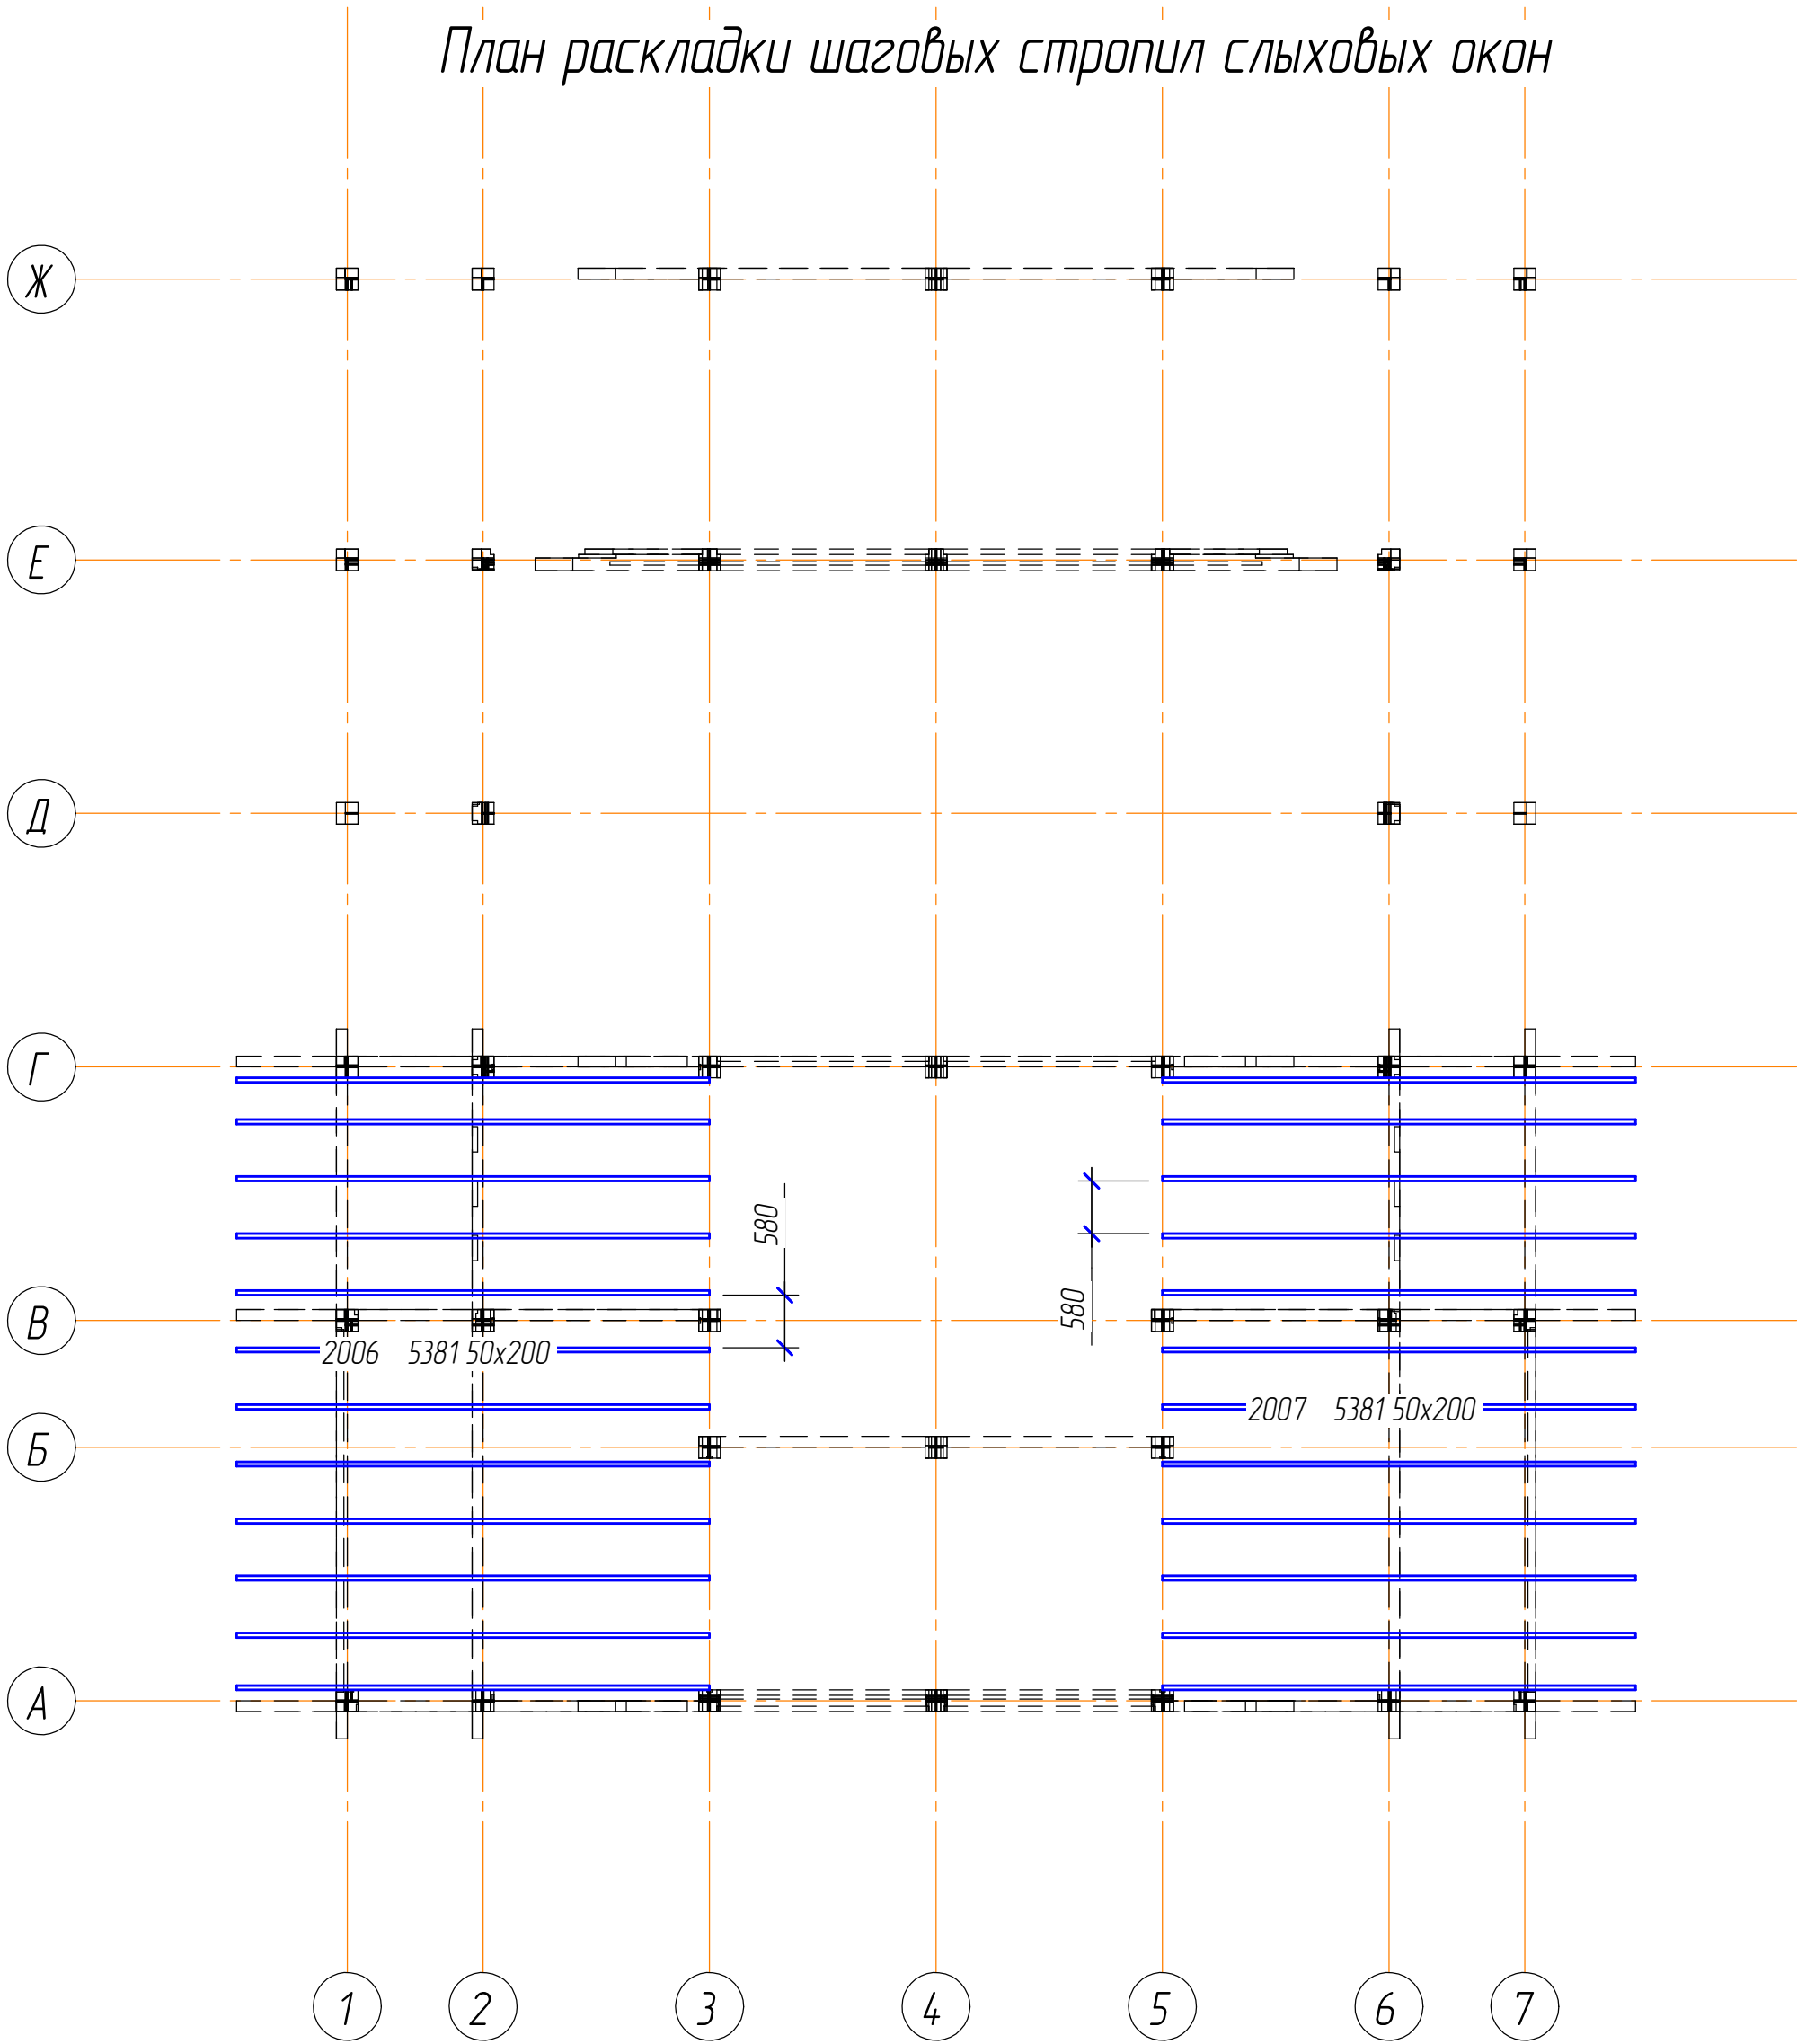 План раскладки шаговых стропил слыховых окон
Ж
Е
Д
Г
580
580
В
2006 5381 50x200
2007 5381 50x200
Б
А
1 2 3 4 5 6 7